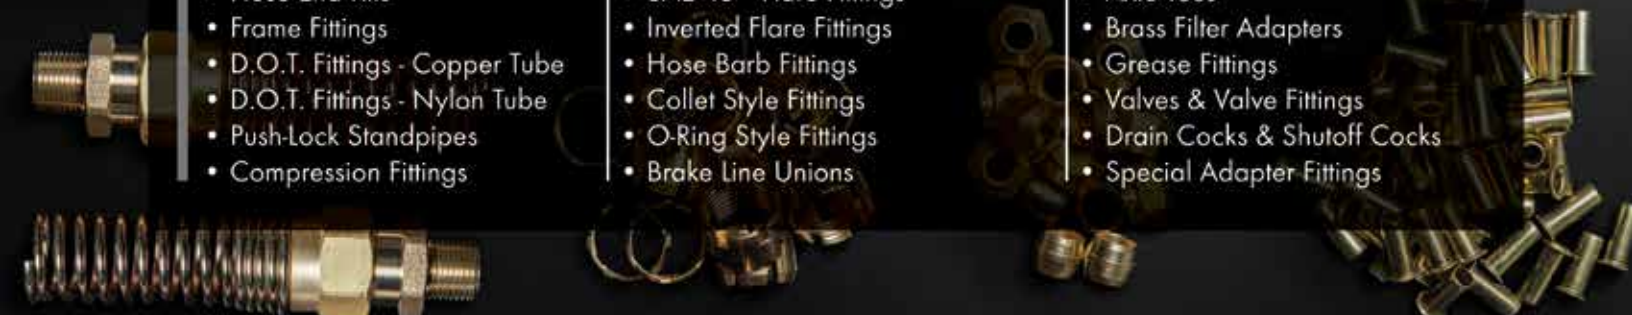 • Frame Fittings
• D.O.T. Fittings - Copper Tube
• D.O.T. Fittings - Nylon Tube
• Push-Lock Standpipes
• Compression Fittings
• Inverted Flare Fittings
• Hose Barb Fittings
• Collet Style Fittings
• O-Ring Style Fittings
• Brake Line Unions
• Brass Filter Adapters
• Grease Fittings
• Valves & Valve Fittings
• Drain Cocks & Shutoff Cocks
• Special Adapter Fittings